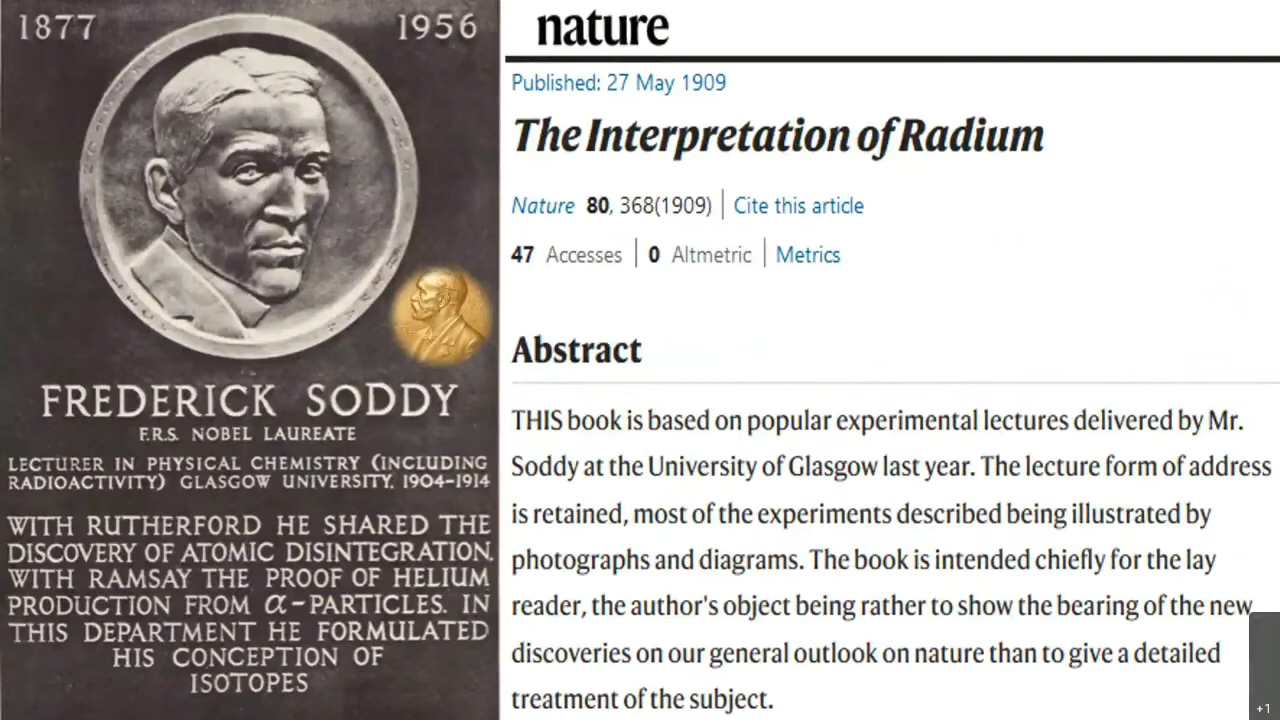 1877 1956
FREDERICK SODDY
F.R.S. NOBEL LAUREATE
LECTURER IN PHYSICAL CHEMISTRY (INCLUDING
RADIOACTIVITY) GLASGOW UNIVERSITY, 1904-1914
WITH RUTHERFORD HE SHARED THE
DISCOVERY OF ATOMIC DISINTEGRATION.
WITH RAMSAY THE PROOF OF HELIUM
PRODUCTION FROM α-PARTICLES. IN
THIS DEPARTMENT HE FORMULATED
HIS CONCEPTION OF
ISOTOPES
nature
Published: 27 May 1909
The Interpretation of Radium
Nature 80, 368(1909) | Cite this article
47 Accesses | 0 Altmetric | Metrics
Abstract
THIS book is based on popular experimental lectures delivered by Mr.
Soddy at the University of Glasgow last year. The lecture form of address
is retained, most of the experiments described being illustrated by
photographs and diagrams. The book is intended chiefly for the lay
reader, the author's object being rather to show the bearing of the new
discoveries on our general outlook on nature than to give a detailed
treatment of the subject.
+1